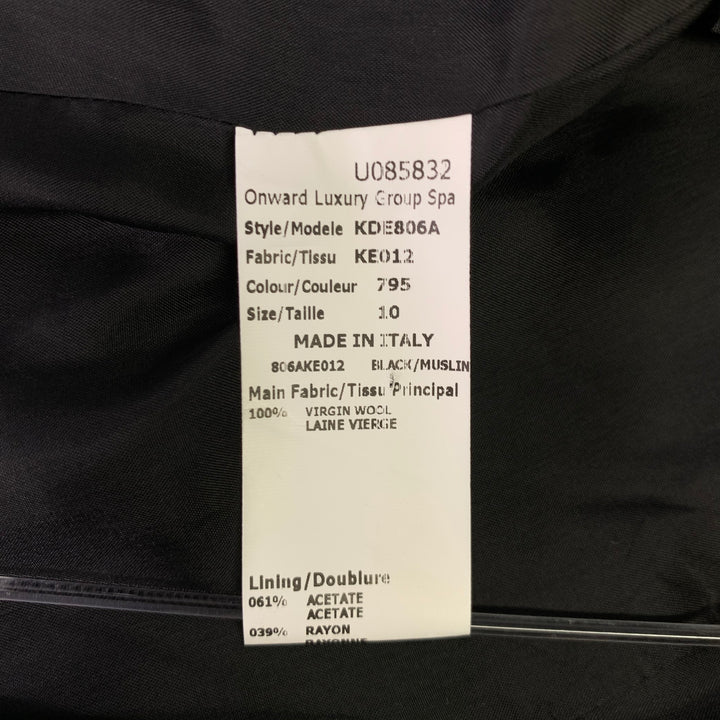 U085832
Onward Luxury Group Spa
Style/Modele KDE806A
Fabric/Tissu KE012
Colour/Couleur 795
Size/Taille 10
MADE IN ITALY
806AKE012 BLACK/MUSLIN
Main Fabric/Tissu Principal
100% VIRGIN WOOL
LAINE VIERGE
Lining/Doublure
061% ACETATE
ACETATE
039% RAYON
RAYONNE